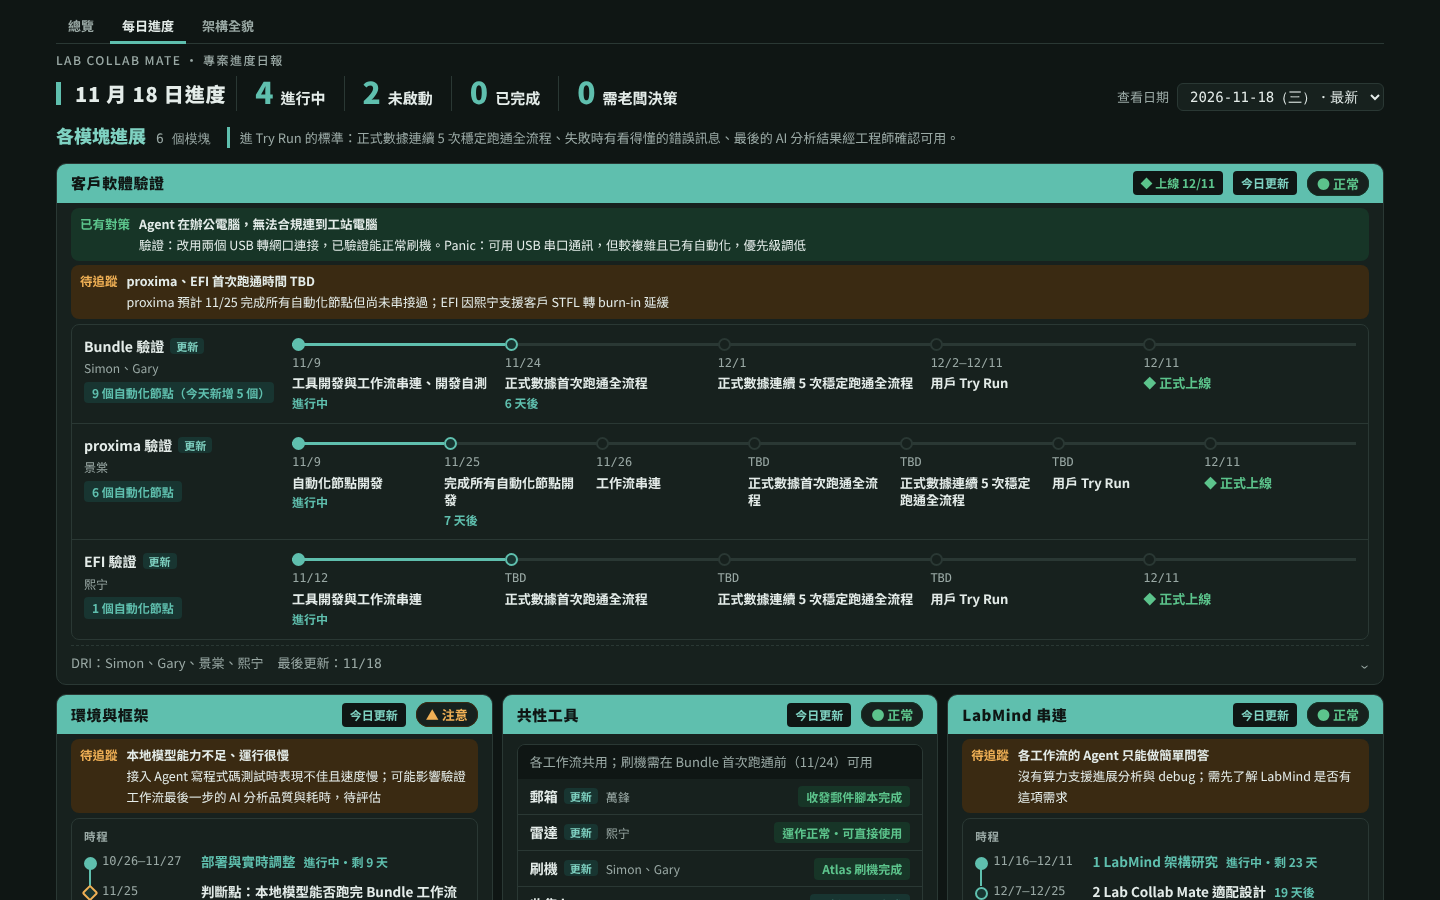 總覽 每日進度 架構全貌
LAB COLLAB MATE • 專案進度日報
11 月 18 日進度 4 進行中 2 未啟動 0 已完成 0 需老闆決策 查看日期 2026-11-18 (三) · 最新
各模塊進展 6 個模塊 進 Try Run 的標準：正式數據連續 5 次穩定跑通全流程、失敗時有看得懂的錯誤訊息、最後的 AI 分析結果經工程師確認可用。
客戶軟體驗證 ◆ 上線 12/11 今日更新 正常
已有對策 Agent 在辦公電腦，無法合規連到工站電腦
驗證：改用兩個 USB 轉網口連接，已驗證能正常刷機。Panic：可用 USB 串口通訊，但較複雜且已有自動化，優先級調低
待追蹤 proxima、EFI 首次跑通時間 TBD
proxima 預計 11/25 完成所有自動化節點但尚未串接過；EFI 因熙宁支援客戶 STFL 轉 burn-in 延緩
Bundle 驗證 更新
Simon、Gary
9 個自動化節點（今天新增 5 個）
11/9 11/24 12/1 12/2–12/11 12/11
工具開發與工作流串連、開發自測 正式數據首次跑通全流程 正式數據連續 5 次穩定跑通全流程 用戶 Try Run ◆ 正式上線
進行中 6 天後
proxima 驗證 更新
景棠
6 個自動化節點
11/9 11/25 11/26 TBD TBD TBD 12/11
自動化節點開發 完成所有自動化節點開發 工作流串連 正式數據首次跑通全流程 正式數據連續 5 次穩定跑通全流程 用戶 Try Run ◆ 正式上線
進行中 7 天後
EFI 驗證 更新
熙宁
1 個自動化節點
11/12 TBD TBD TBD 12/11
工具開發與工作流串連 正式數據首次跑通全流程 正式數據連續 5 次穩定跑通全流程 用戶 Try Run ◆ 正式上線
進行中
DRI：Simon、Gary、景棠、熙宁 最後更新：11/18
環境與框架 今日更新 ▲ 注意
待追蹤 本地模型能力不足、運行很慢
接入 Agent 寫程式碼測試時表現不佳且速度慢；可能影響驗證
工作流最後一步的 AI 分析品質與耗時，待評估
時程
10/26–11/27 部署與實時調整 進行中 · 剩 9 天
11/25 判斷點：本地模型能否跑完 Bundle 工作流
共性工具 今日更新 正常
各工作流共用；刷機需在 Bundle 首次跑通前（11/24）可用
郵箱 更新 萬鋒 收發郵件腳本完成
雷達 更新 熙宁 運作正常 · 可直接使用
刷機 更新 Simon、Gary Atlas 刷機完成
LabMind 串連 今日更新 正常
待追蹤 各工作流的 Agent 只能做簡單問答
沒有算力支援進展分析與 debug；需先了解 LabMind 是否有
這項需求
時程
11/16–12/11 1 LabMind 架構研究 進行中 · 剩 23 天
12/7–12/25 2 Lab Collab Mate 適配設計 19 天後